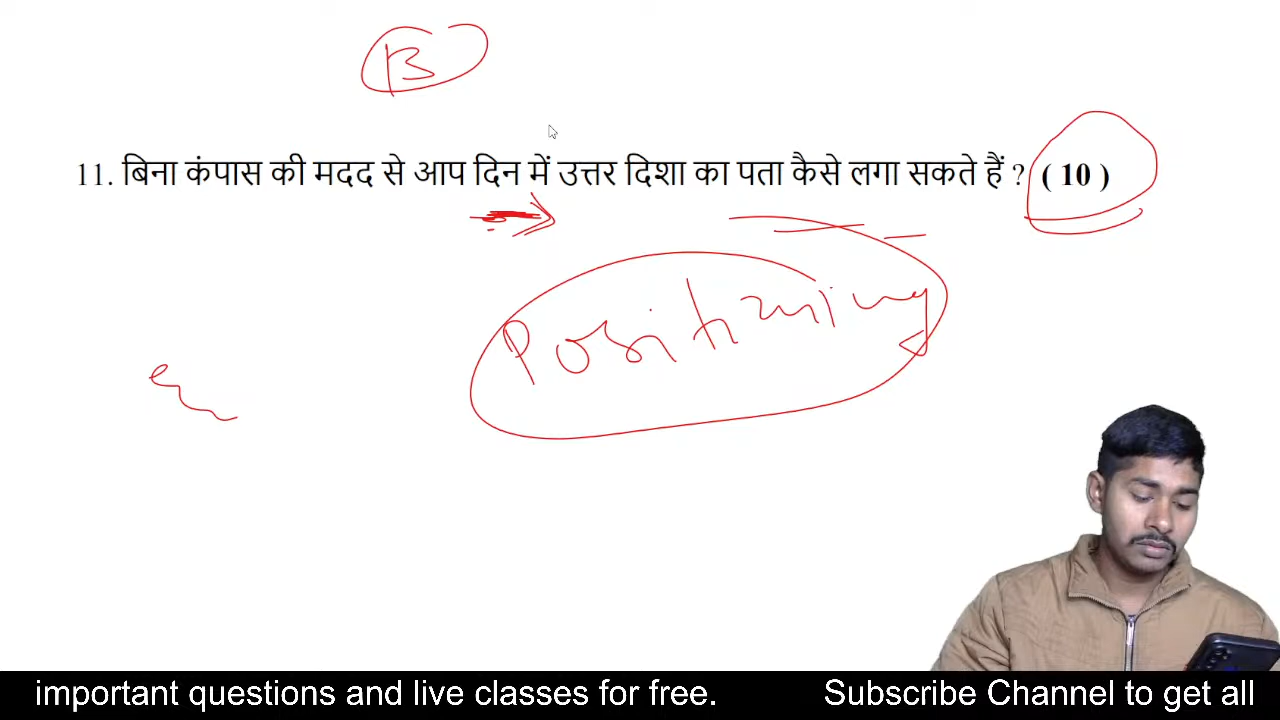 B
11. बिना कंपास की मदद से आप दिन में उत्तर दिशा का पता कैसे लगा सकते हैं ? ( 10 )
Positioning
important questions and live classes for free. Subscribe Channel to get all